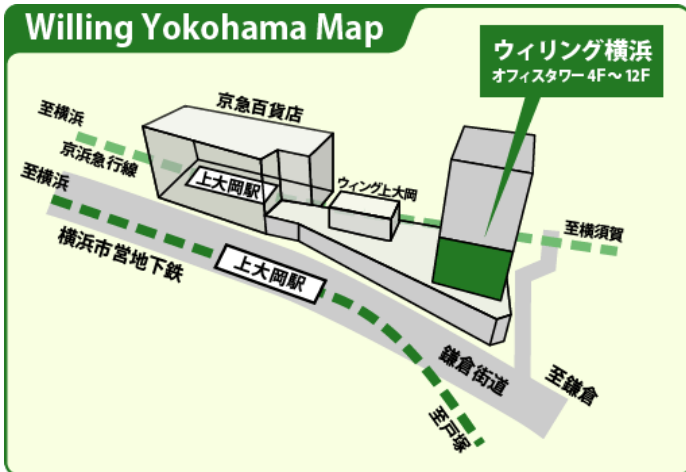 Willing Yokohama Map
ウィリング横浜
オフィスタワー 4F～12F
京急百貨店
至横浜
京浜急行線
上大岡駅
ウィング上大岡
至横須賀
至横浜
横浜市営地下鉄
上大岡駅
鎌倉街道
至鎌倉
至戸塚